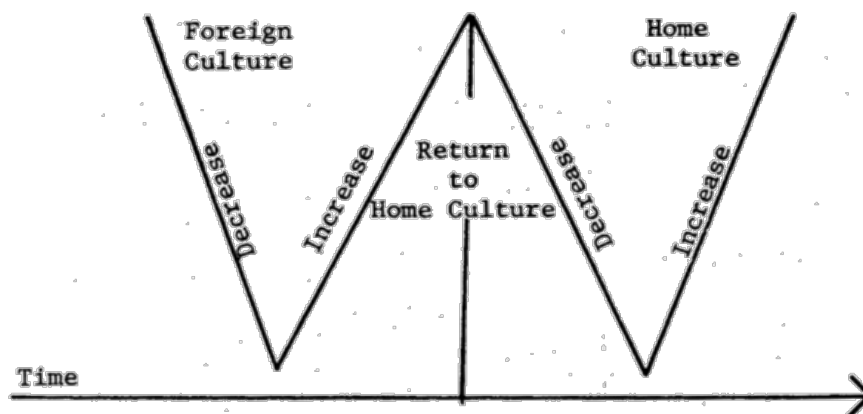 Foreign
Culture
Home
Culture
Decrease
Increase
Return
to
Home Culture
Decrease
Increase
Time